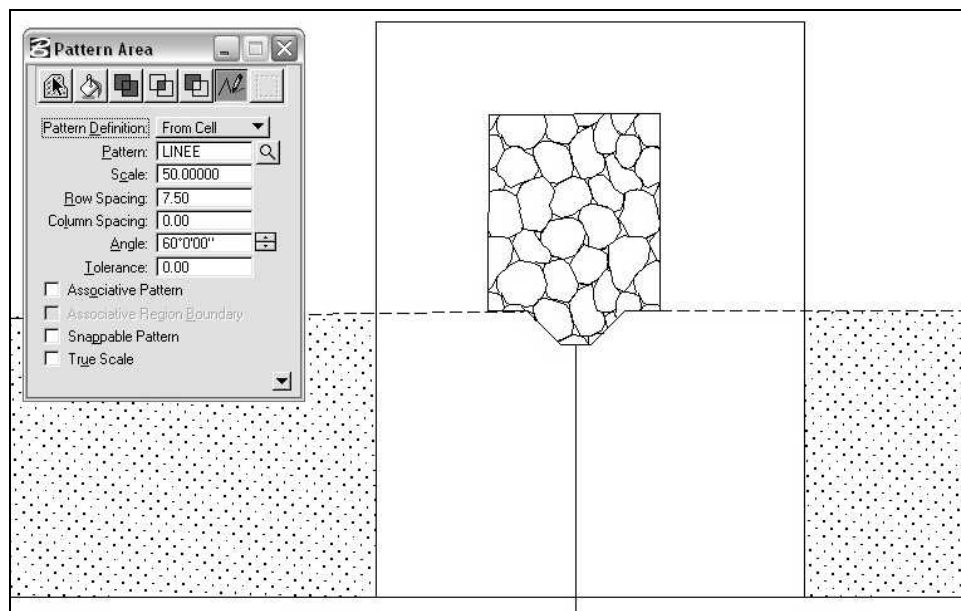 Pattern Area
Pattern Definition: From Cell
Pattern: LINEE
Scale: 50.00000
Row Spacing: 7.50
Column Spacing: 0.00
Angle: 60°0'00"
Tolerance: 0.00
Associative Pattern
Associative Region Boundary
Snappable Pattern
True Scale